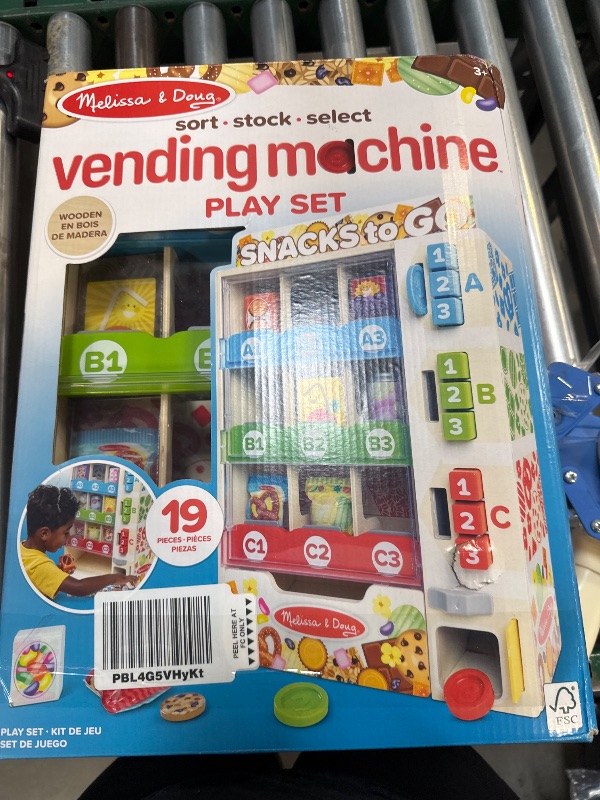 3+
Melissa & Doug®
sort · stock · select
vending machine™
PLAY SET
WOODEN
EN BOIS
DE MADERA
SNACKS to GO
1
2
3
A
B1
A3
1
2
3
B
B1
B2
B3
1
2
3
C
C1
C2
C3
19
PIECES · PIÈCES
PIEZAS
Melissa & Doug
PEEL HERE AT
FC ONLY
PBL4G5VHyKt
PLAY SET · KIT DE JEU
SET DE JUEGO
FSC